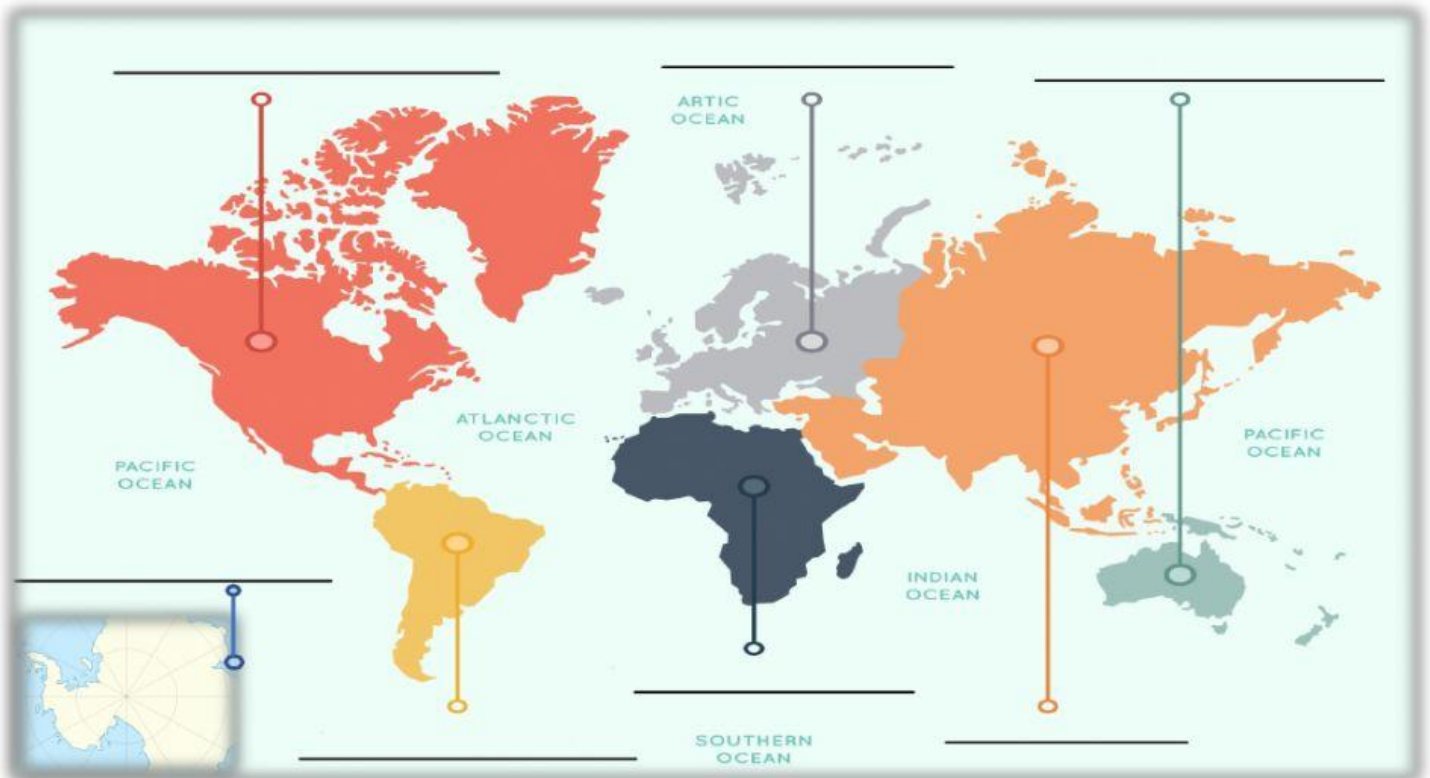 ARTIC
OCEAN
ATLANCTIC
OCEAN
PACIFIC
OCEAN
PACIFIC
OCEAN
INDIAN
OCEAN
SOUTHERN
OCEAN